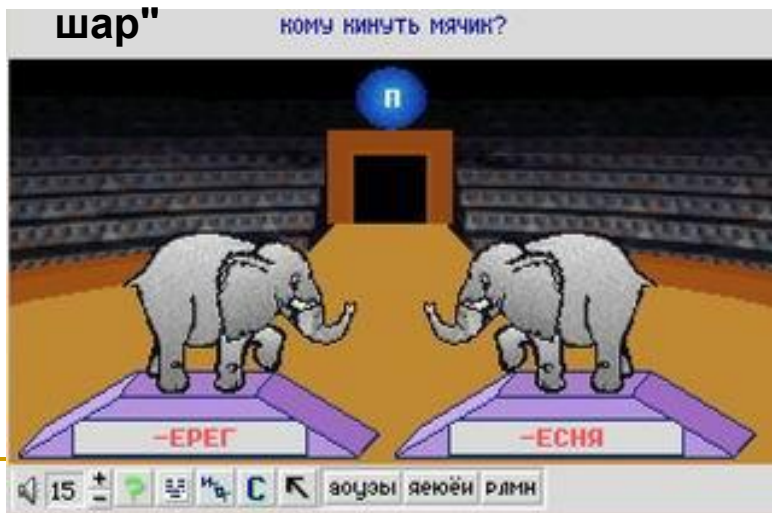 шар"
КОМУ КИНУТЬ МЯЧИК?
П
-ЕРЕГ
-ЕСНЯ
15 + - ? С аоуэы яеюёи рлмн